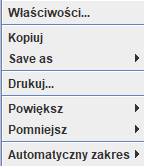 Właściwości...
Kopiuj
Save as
Drukuj...
Powiększ
Pomniejsz
Automatyczny zakres